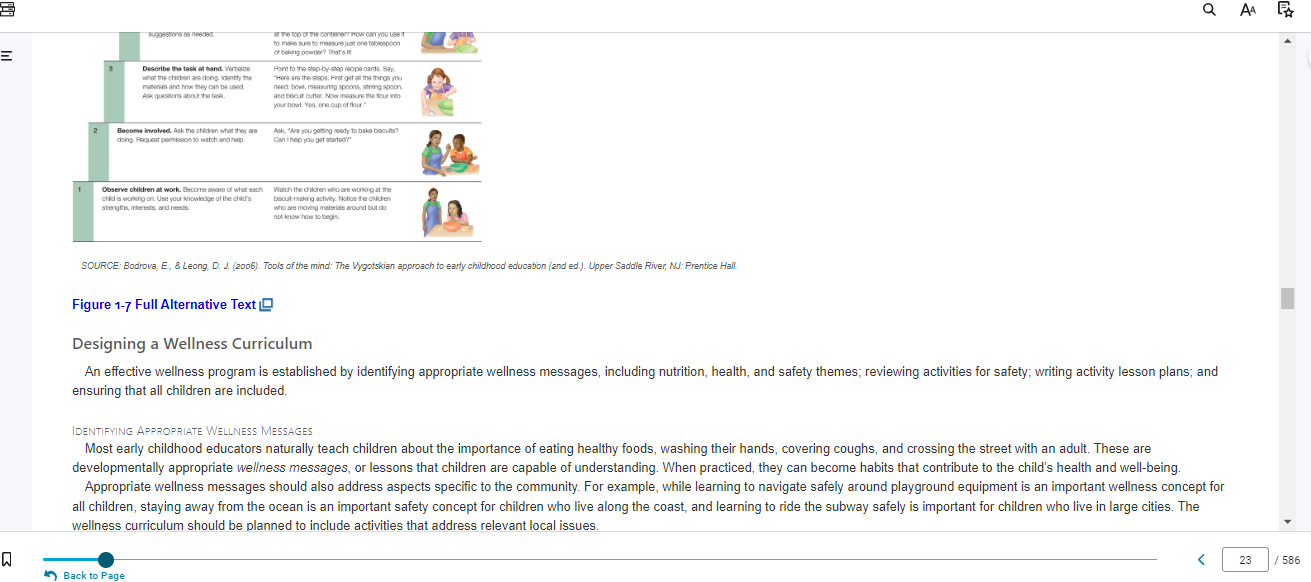 AA
suggestions as needed.
at the top of the container? How can you use it
to make sure to measure just one tablespoon
of baking powder? That's it!
3
Describe the task at hand. Verbalize
what the children are doing. Identify the
materials and how they can be used.
Ask questions about the task.
Point to the step-by-step recipe cards. Say,
"Here are the steps. First get all the things you
need: bowl, measuring spoons, stirring spoon,
and biscuit cutter. Now measure the flour into
your bowl. Yes, one cup of flour."
2
Become involved. Ask the children what they are
doing. Request permission to watch and help.
Ask, "Are you getting ready to bake biscuits?
Can I help you get started?"
1
Observe children at work. Become aware of what each
child is working on. Use your knowledge of the child's
strengths, interests, and needs.
Watch the children who are working at the
biscuit-making activity. Notice the children
who are moving materials around but do
not know how to begin.
SOURCE: Bodrova, E., & Leong, D. J. (2006). Tools of the mind: The Vygotskian approach to early childhood education (2nd ed.). Upper Saddle River, NJ: Prentice Hall.
Figure 1-7 Full Alternative Text
Designing a Wellness Curriculum
An effective wellness program is established by identifying appropriate wellness messages, including nutrition, health, and safety themes; reviewing activities for safety; writing activity lesson plans; and
ensuring that all children are included.
Identifying Appropriate Wellness Messages
Most early childhood educators naturally teach children about the importance of eating healthy foods, washing their hands, covering coughs, and crossing the street with an adult. These are
developmentally appropriate wellness messages, or lessons that children are capable of understanding. When practiced, they can become habits that contribute to the child's health and well-being.
Appropriate wellness messages should also address aspects specific to the community. For example, while learning to navigate safely around playground equipment is an important wellness concept for
all children, staying away from the ocean is an important safety concept for children who live along the coast, and learning to ride the subway safely is important for children who live in large cities. The
wellness curriculum should be planned to include activities that address relevant local issues.
23
/ 586
Back to Page